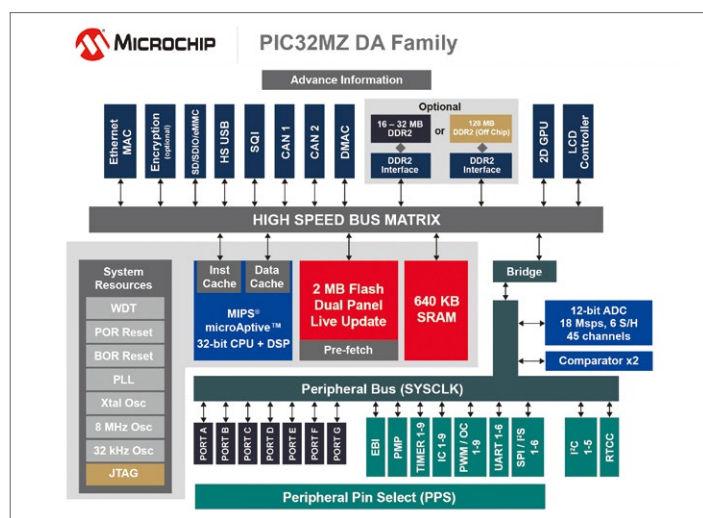 MICROCHIP
PIC32MZ DA Family
Advance Information
Ethernet
MAC
Encryption
(optional)
SD/SDIO/eMMC
HS USB
SQI
CAN 1
CAN 2
DMAC
Optional
16 – 32 MB
DDR2
or
128 MB
DDR2 (Off Chip)
DDR2
Interface
DDR2
Interface
2D GPU
LCD
Controller
HIGH SPEED BUS MATRIX
System
Resources
WDT
POR Reset
BOR Reset
PLL
Xtal Osc
8 MHz Osc
32 kHz Osc
JTAG
Inst
Cache
Data
Cache
MIPS®
microAptive™
32-bit CPU + DSP
2 MB Flash
Dual Panel
Live Update
Pre-fetch
640 KB
SRAM
Bridge
12-bit ADC
18 Msps, 6 S/H
45 channels
Comparator x2
Peripheral Bus (SYSCLK)
PORT A
PORT B
PORT C
PORT D
PORT E
PORT F
PORT G
EBI
PMP
TIMER 1-9
IC 1-9
PWM / OC
1-9
UART 1-6
SPI / I²S
1-6
I²C
1-5
RTCC
Peripheral Pin Select (PPS)